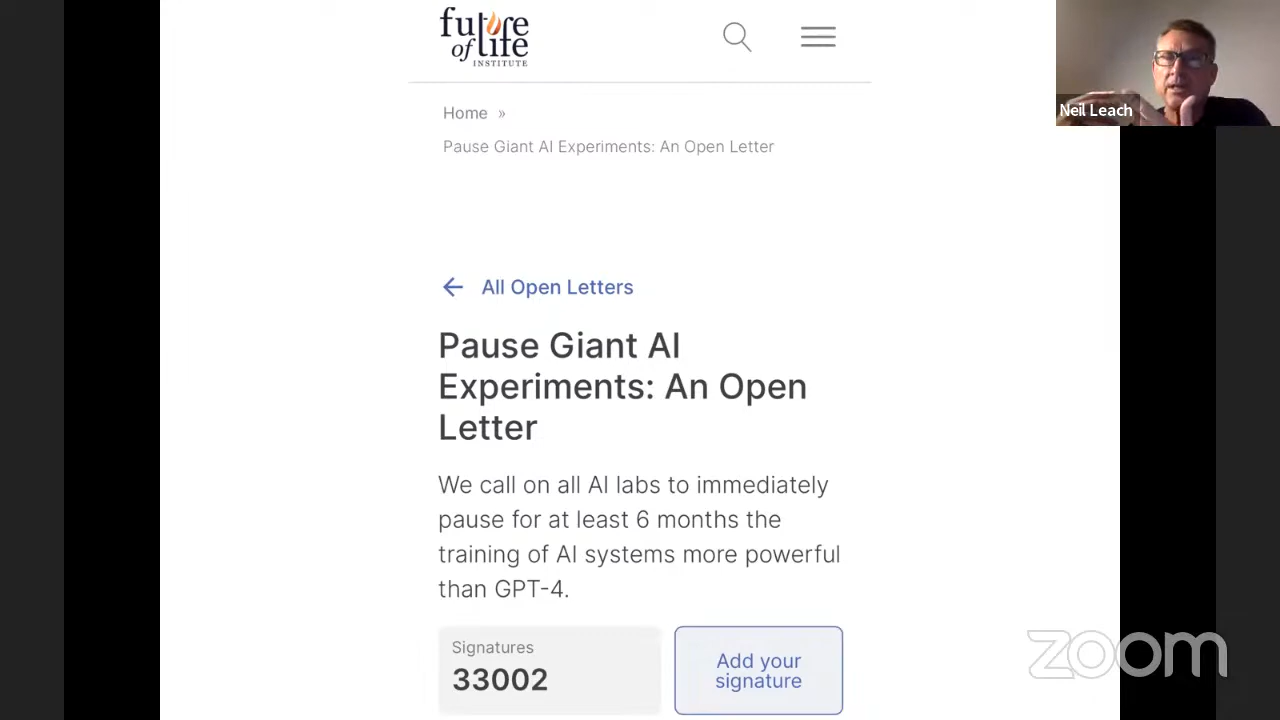 future
of life
INSTITUTE
Neil Leach
Home »
Pause Giant AI Experiments: An Open Letter
← All Open Letters
Pause Giant AI
Experiments: An Open
Letter
We call on all AI labs to immediately
pause for at least 6 months the
training of AI systems more powerful
than GPT-4.
Signatures
33002
Add your
signature
zoom